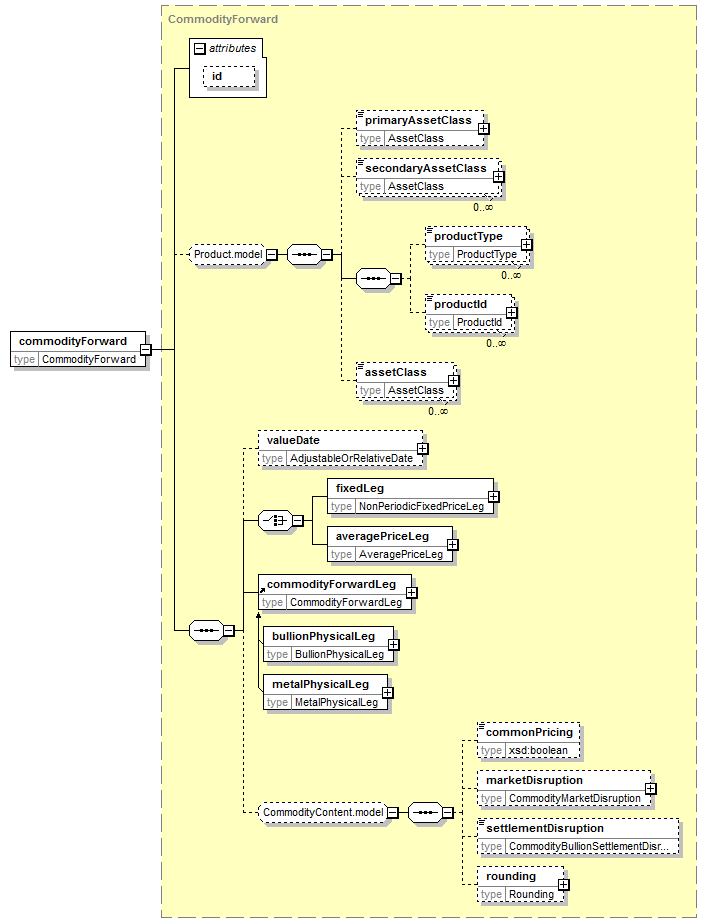 CommodityForward
attributes
id
primaryAssetClass
type AssetClass
secondaryAssetClass
type AssetClass
0..∞
Product.model
productType
type ProductType
0..∞
productId
type ProductId
0..∞
commodityForward
type CommodityForward
assetClass
type AssetClass
0..∞
valueDate
type AdjustableOrRelativeDate
fixedLeg
type NonPeriodicFixedPriceLeg
averagePriceLeg
type AveragePriceLeg
commodityForwardLeg
type CommodityForwardLeg
bullionPhysicalLeg
type BullionPhysicalLeg
metalPhysicalLeg
type MetalPhysicalLeg
commonPricing
type xsd:boolean
marketDisruption
type CommodityMarketDisruption
CommodityContent.model
settlementDisruption
type CommodityBullionSettlementDisr...
rounding
type Rounding